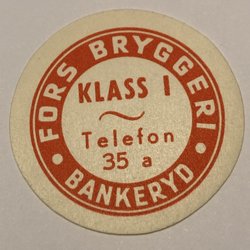 FORS BRYGGERI
KLASS I
Telefon
35 a
BANKERYD